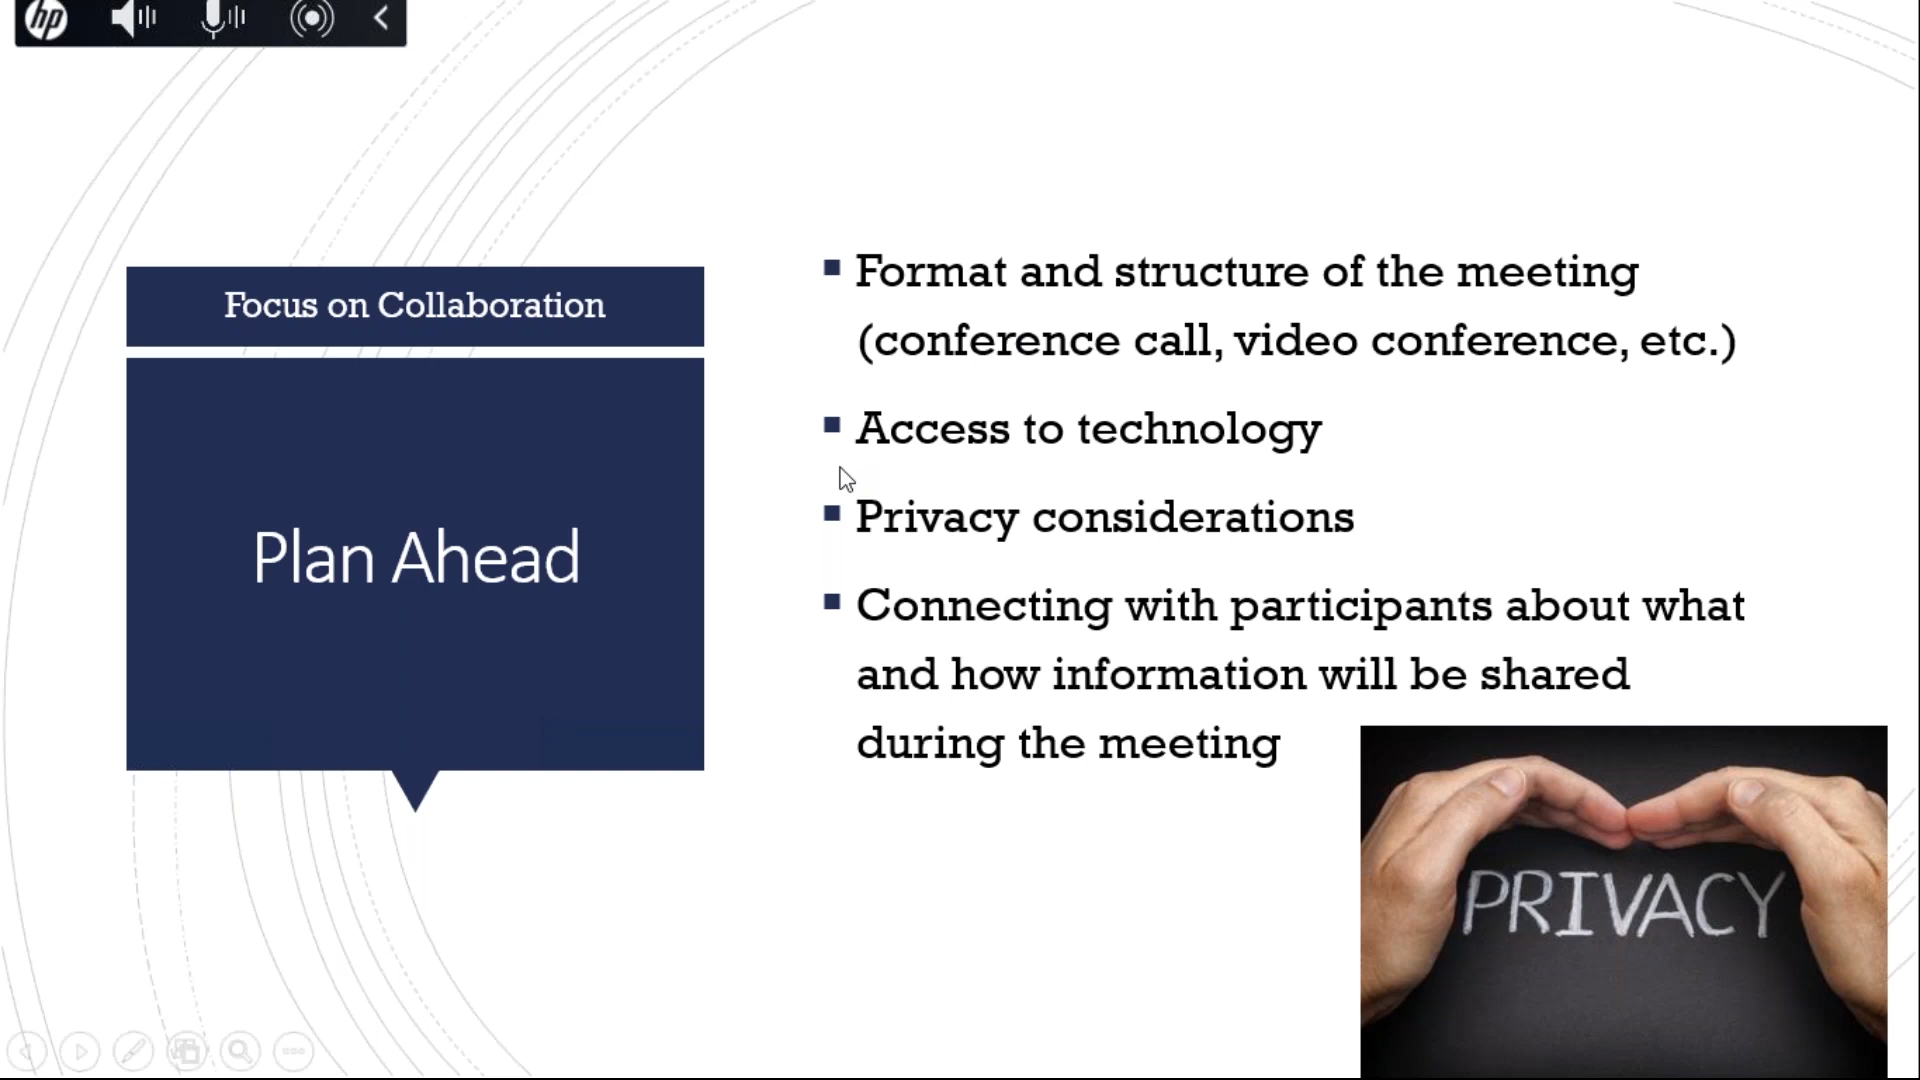 hp
Focus on Collaboration
Plan Ahead
Format and structure of the meeting
(conference call, video conference, etc.)
Access to technology
Privacy considerations
Connecting with participants about what
and how information will be shared
during the meeting
PRIVACY